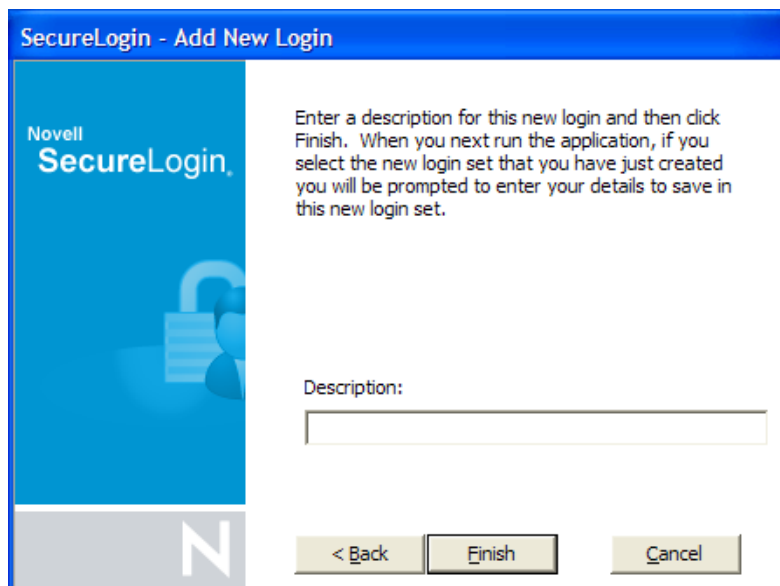 SecureLogin - Add New Login
Novell
SecureLogin®
Enter a description for this new login and then click
Finish. When you next run the application, if you
select the new login set that you have just created
you will be prompted to enter your details to save in
this new login set.
Description:
N
< Back
Finish
Cancel